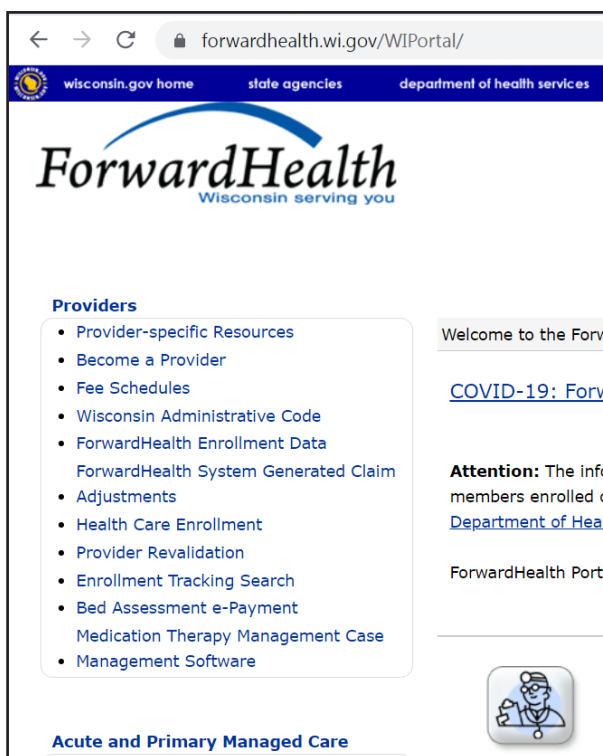 forwardhealth.wi.gov/WIPortal/
wisconsin.gov home state agencies department of health services
ForwardHealth
Wisconsin serving you
Providers
Provider-specific Resources
Become a Provider
Fee Schedules
Wisconsin Administrative Code
ForwardHealth Enrollment Data
ForwardHealth System Generated Claim
Adjustments
Health Care Enrollment
Provider Revalidation
Enrollment Tracking Search
Bed Assessment e-Payment
Medication Therapy Management Case
Management Software
Acute and Primary Managed Care
Welcome to the Forw
COVID-19: Forw
Attention: The info
members enrolled
Department of Hea
ForwardHealth Port